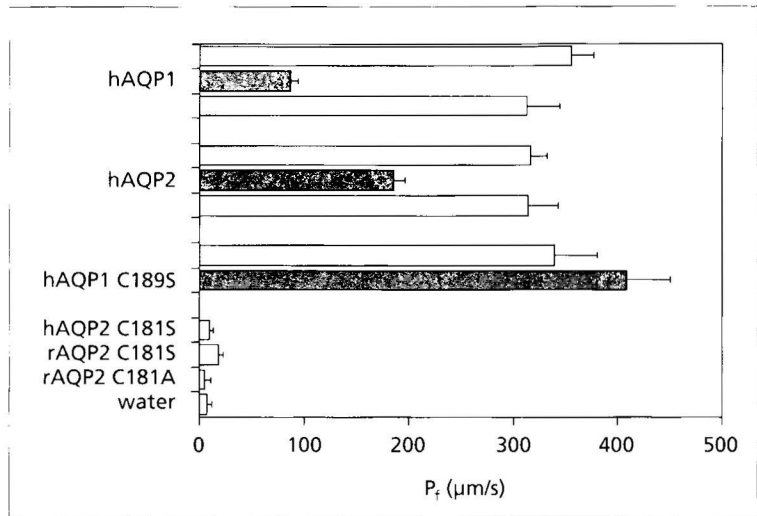 hAQP1
hAQP2
hAQP1 C189S
hAQP2 C181S
rAQP2 C181S
rAQP2 C181A
water
0 100 200 300 400 500
Pf (µm/s)